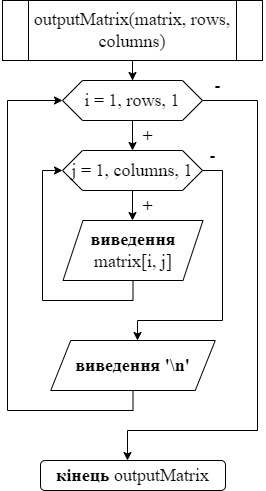 outputMatrix(matrix, rows,
columns)
i = 1, rows, 1
-
+
j = 1, columns, 1
-
+
виведення
matrix[i, j]
виведення '\n'
кінець outputMatrix